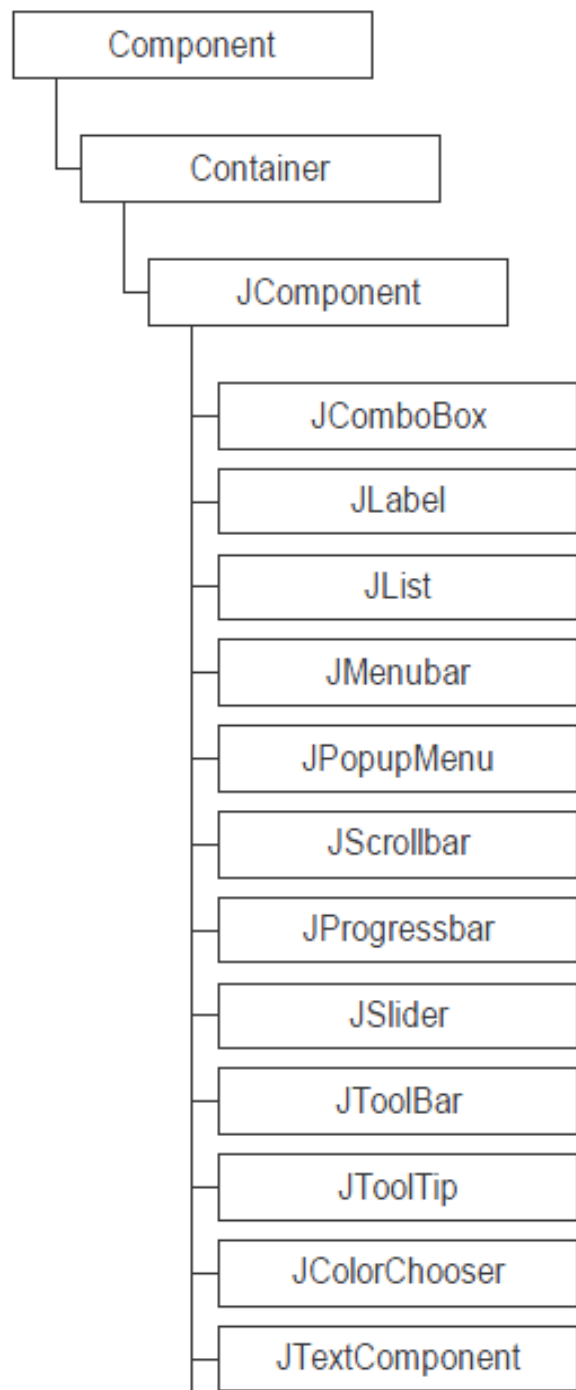 Component
Container
JComponent
JComboBox
JLabel
JList
JMenubar
JPopupMenu
JScrollbar
JProgressbar
JSlider
JToolBar
JToolTip
JColorChooser
JTextComponent